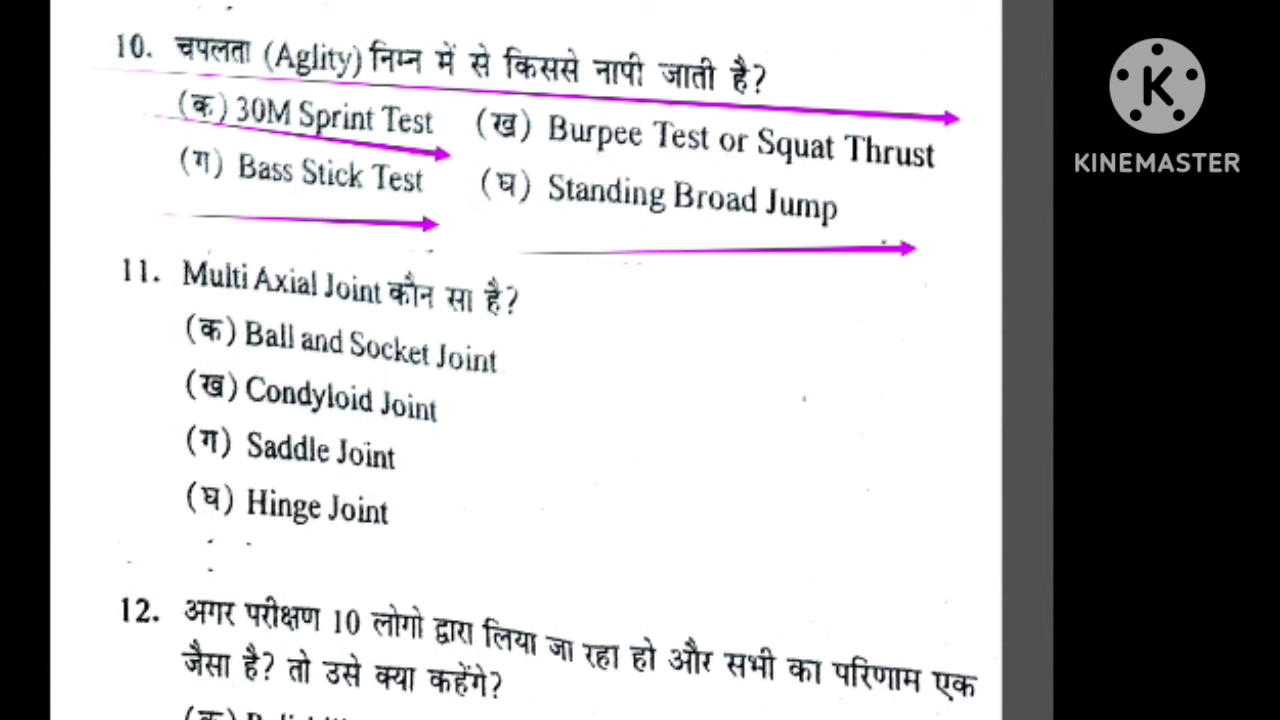 10. चपलता (Aglity) निम्न में से किससे नापी जाती है?
(क) 30M Sprint Test (ख) Burpee Test or Squat Thrust
(ग) Bass Stick Test (घ) Standing Broad Jump
11. Multi Axial Joint कौन सा है?
(क) Ball and Socket Joint
(ख) Condyloid Joint
(ग) Saddle Joint
(घ) Hinge Joint
12. अगर परीक्षण 10 लोगो द्वारा लिया जा रहा हो और सभी का परिणाम एक
जैसा है? तो उसे क्या कहेंगे?
(क)
K
KINEMASTER